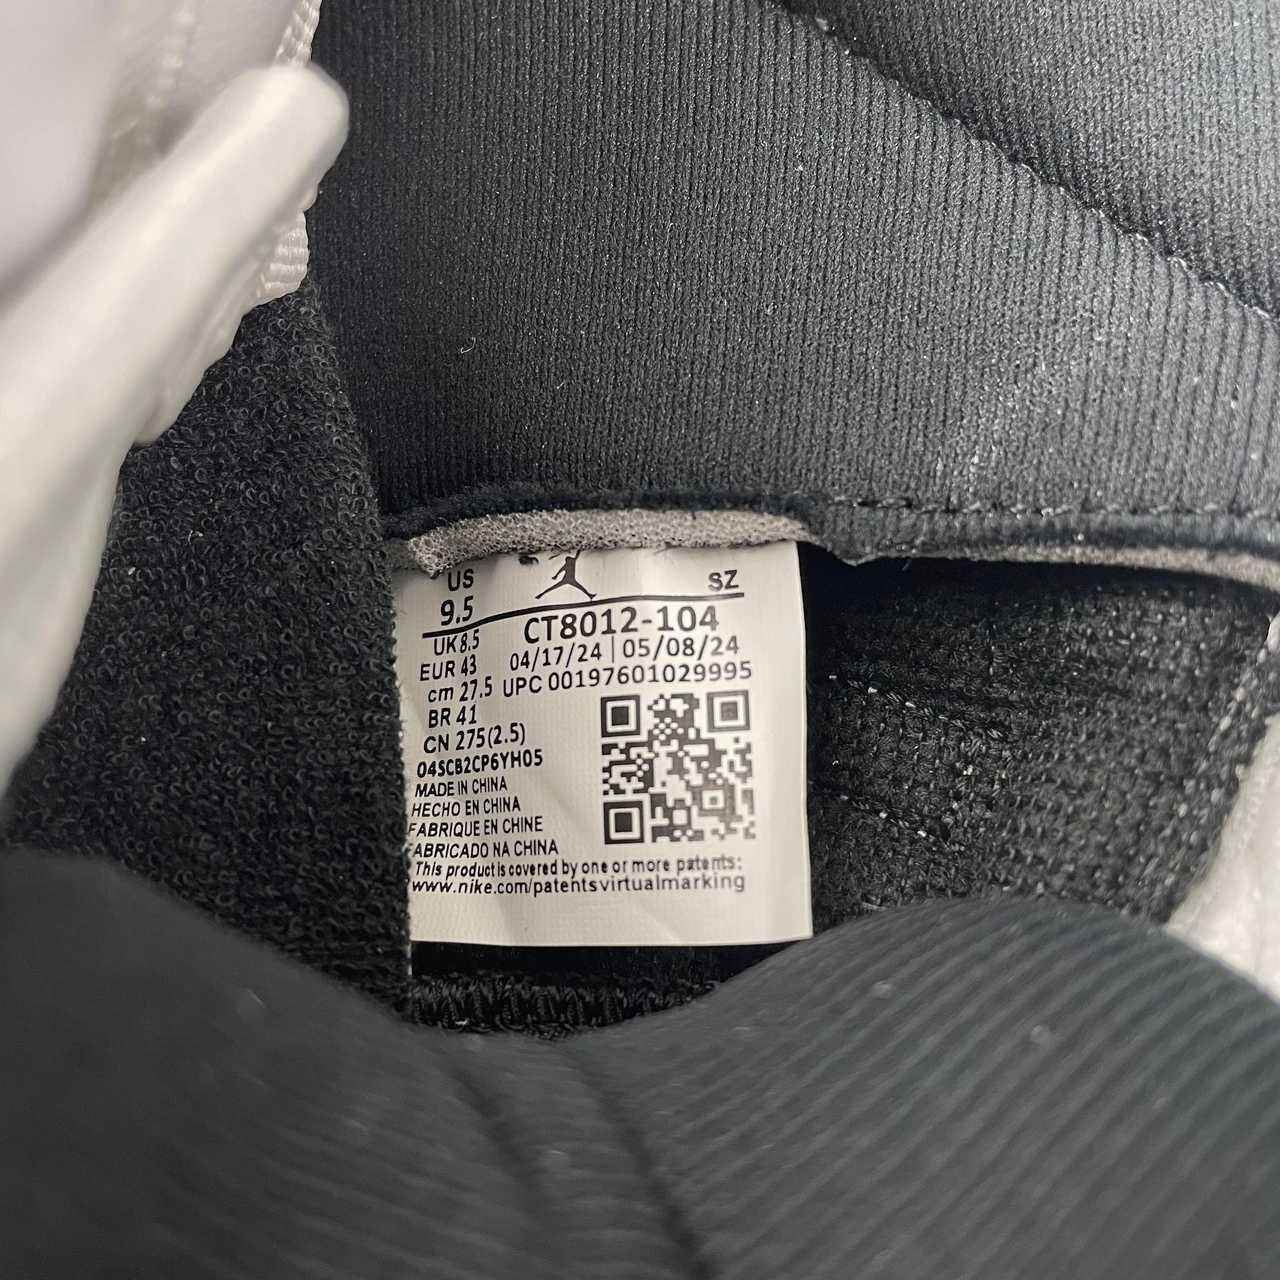 US SZ
9.5
CT8012-104
UK 8.5
04/17/24 | 05/08/24
EUR 43
UPC 00197601029995
cm 27.5
BR 41
CN 275(2.5)
04SCB2CP6YH05
MADE IN CHINA
HECHO EN CHINA
FABRIQUE EN CHINE
FABRICADO NA CHINA
This product is covered by one or more patents:
www.nike.com/patentsvirtualmarking